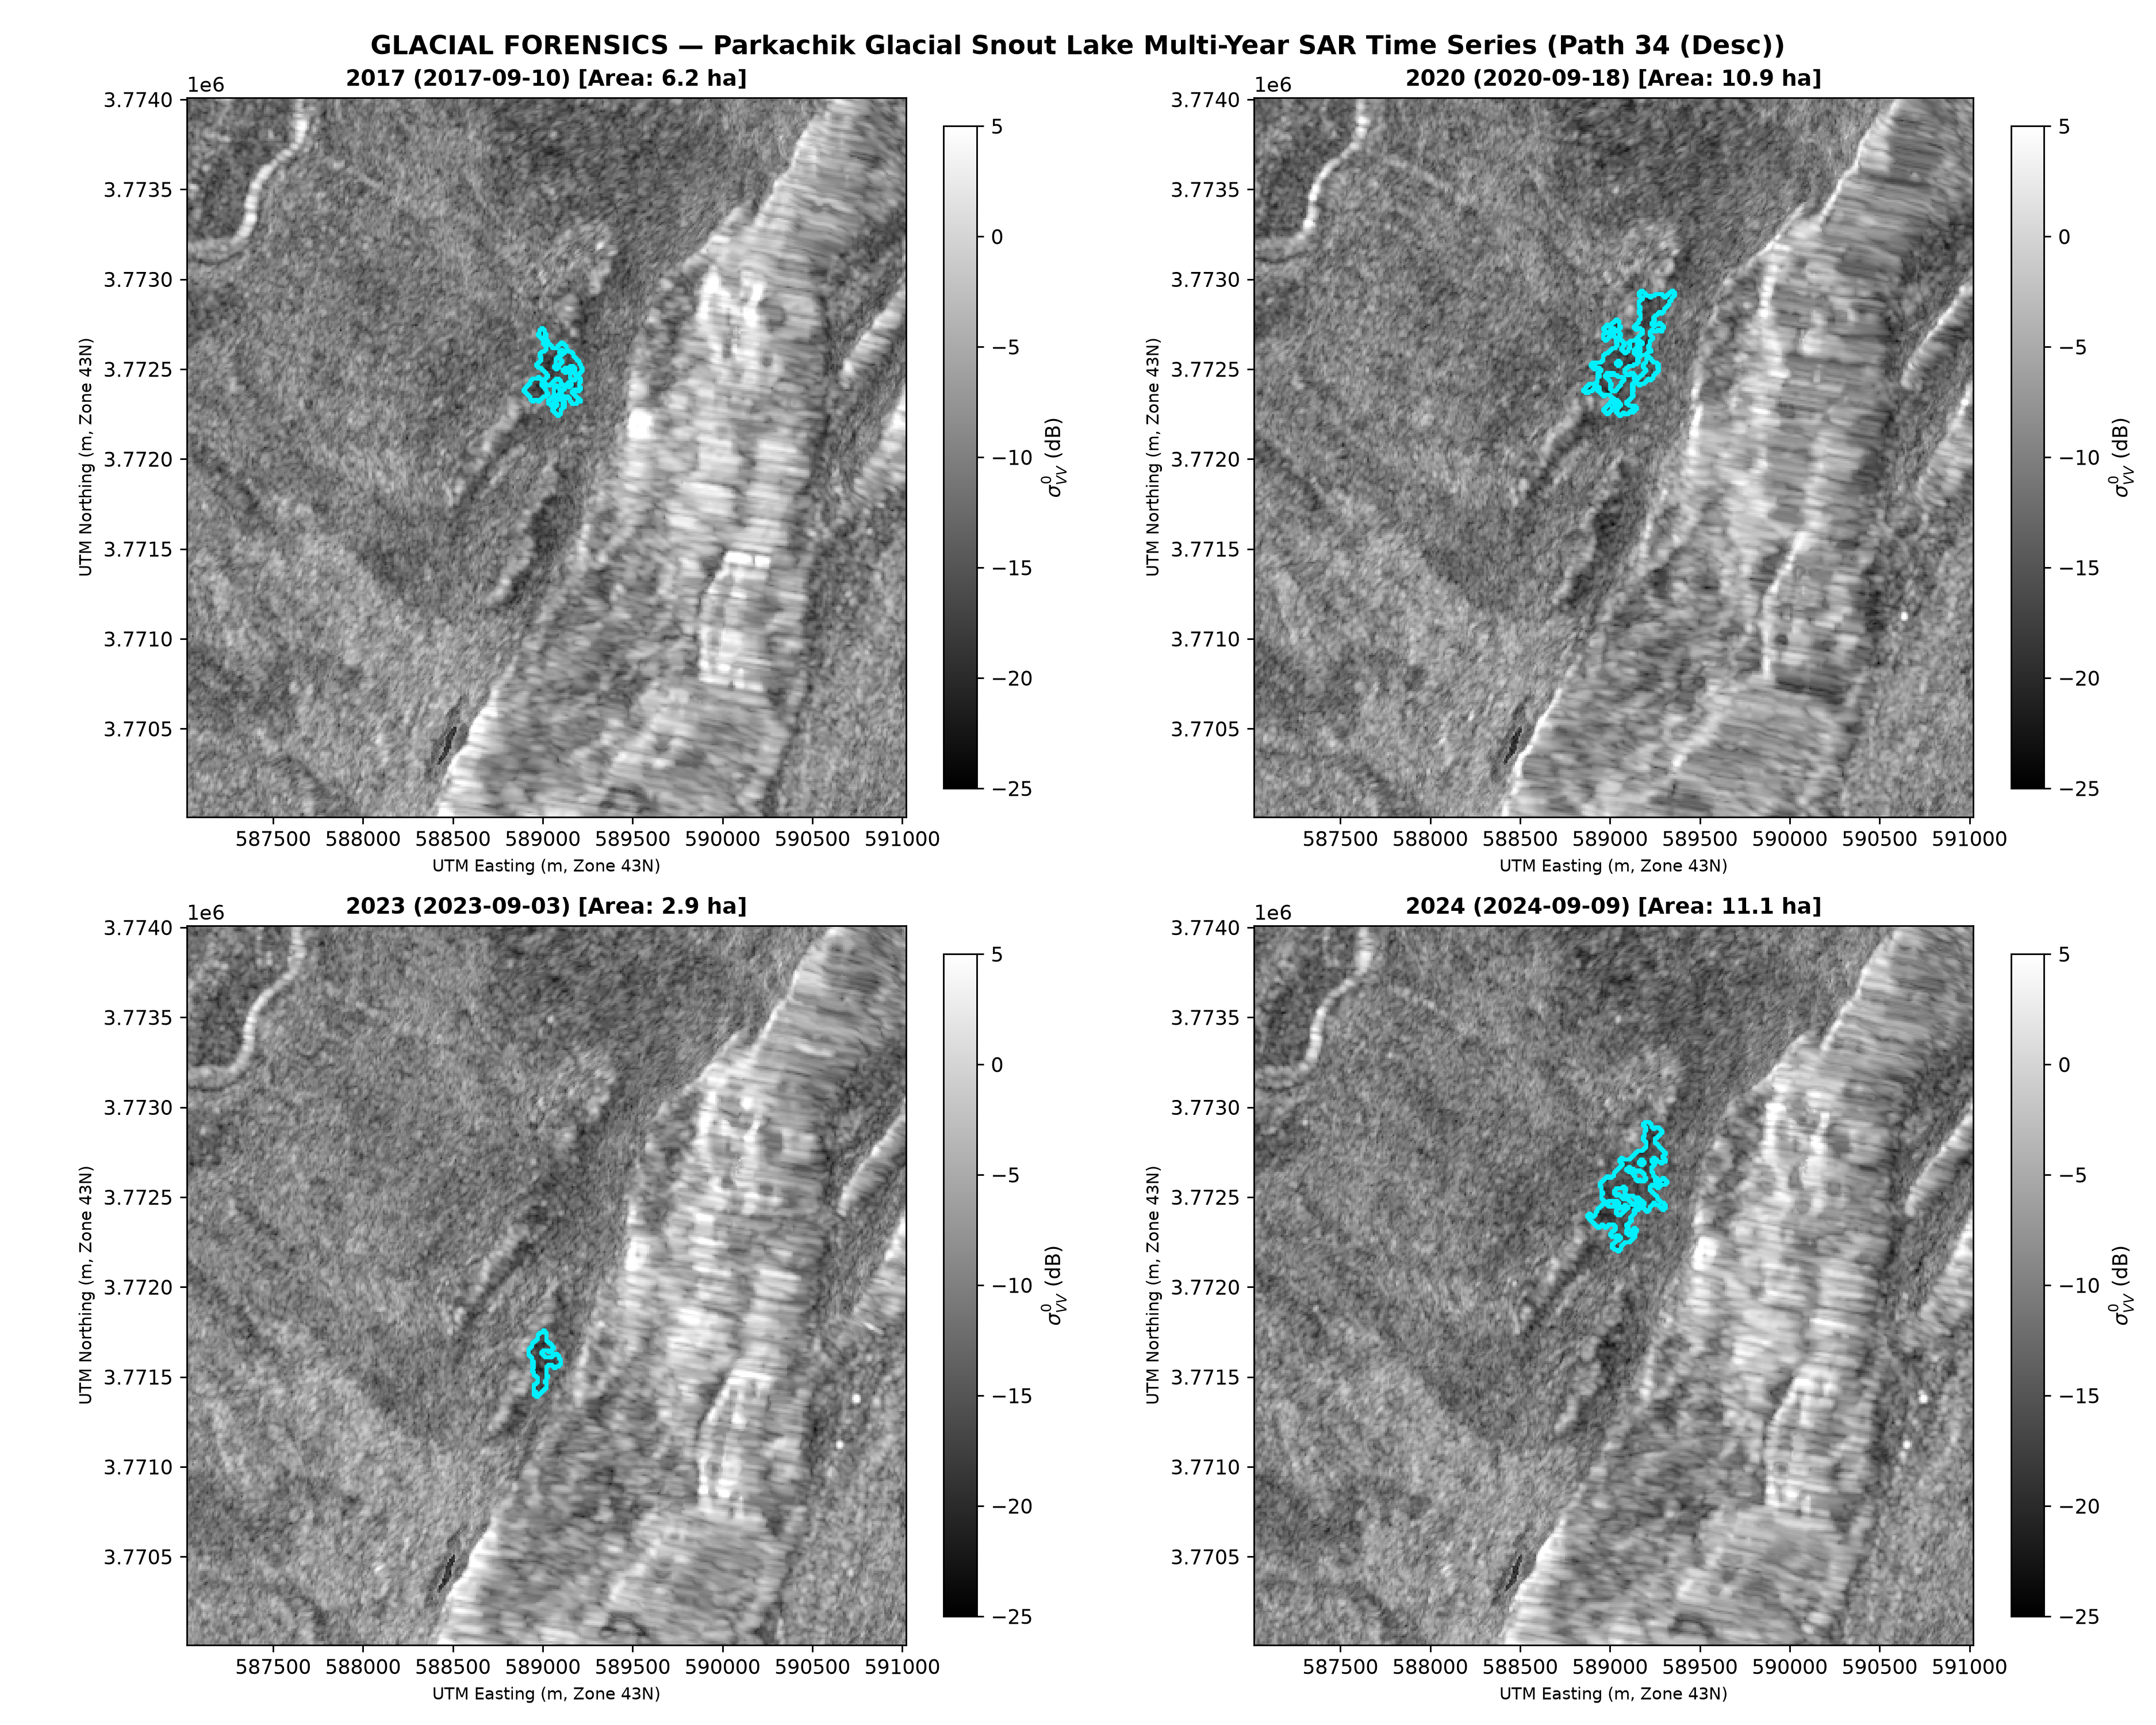 GLACIAL FORENSICS — Parkachik Glacial Snout Lake Multi-Year SAR Time Series (Path 34 (Desc))
2017 (2017-09-10) [Area: 6.2 ha]
1e6
3.7740
3.7735
3.7730
3.7725
3.7720
3.7715
3.7710
3.7705
UTM Northing (m, Zone 43N)
587500 588000 588500 589000 589500 590000 590500 591000
UTM Easting (m, Zone 43N)
5
0
−5
−10
−15
−20
−25
σ⁰VV (dB)
2020 (2020-09-18) [Area: 10.9 ha]
1e6
3.7740
3.7735
3.7730
3.7725
3.7720
3.7715
3.7710
3.7705
UTM Northing (m, Zone 43N)
587500 588000 588500 589000 589500 590000 590500 591000
UTM Easting (m, Zone 43N)
5
0
−5
−10
−15
−20
−25
σ⁰VV (dB)
2023 (2023-09-03) [Area: 2.9 ha]
1e6
3.7740
3.7735
3.7730
3.7725
3.7720
3.7715
3.7710
3.7705
UTM Northing (m, Zone 43N)
587500 588000 588500 589000 589500 590000 590500 591000
UTM Easting (m, Zone 43N)
5
0
−5
−10
−15
−20
−25
σ⁰VV (dB)
2024 (2024-09-09) [Area: 11.1 ha]
1e6
3.7740
3.7735
3.7730
3.7725
3.7720
3.7715
3.7710
3.7705
UTM Northing (m, Zone 43N)
587500 588000 588500 589000 589500 590000 590500 591000
UTM Easting (m, Zone 43N)
5
0
−5
−10
−15
−20
−25
σ⁰VV (dB)